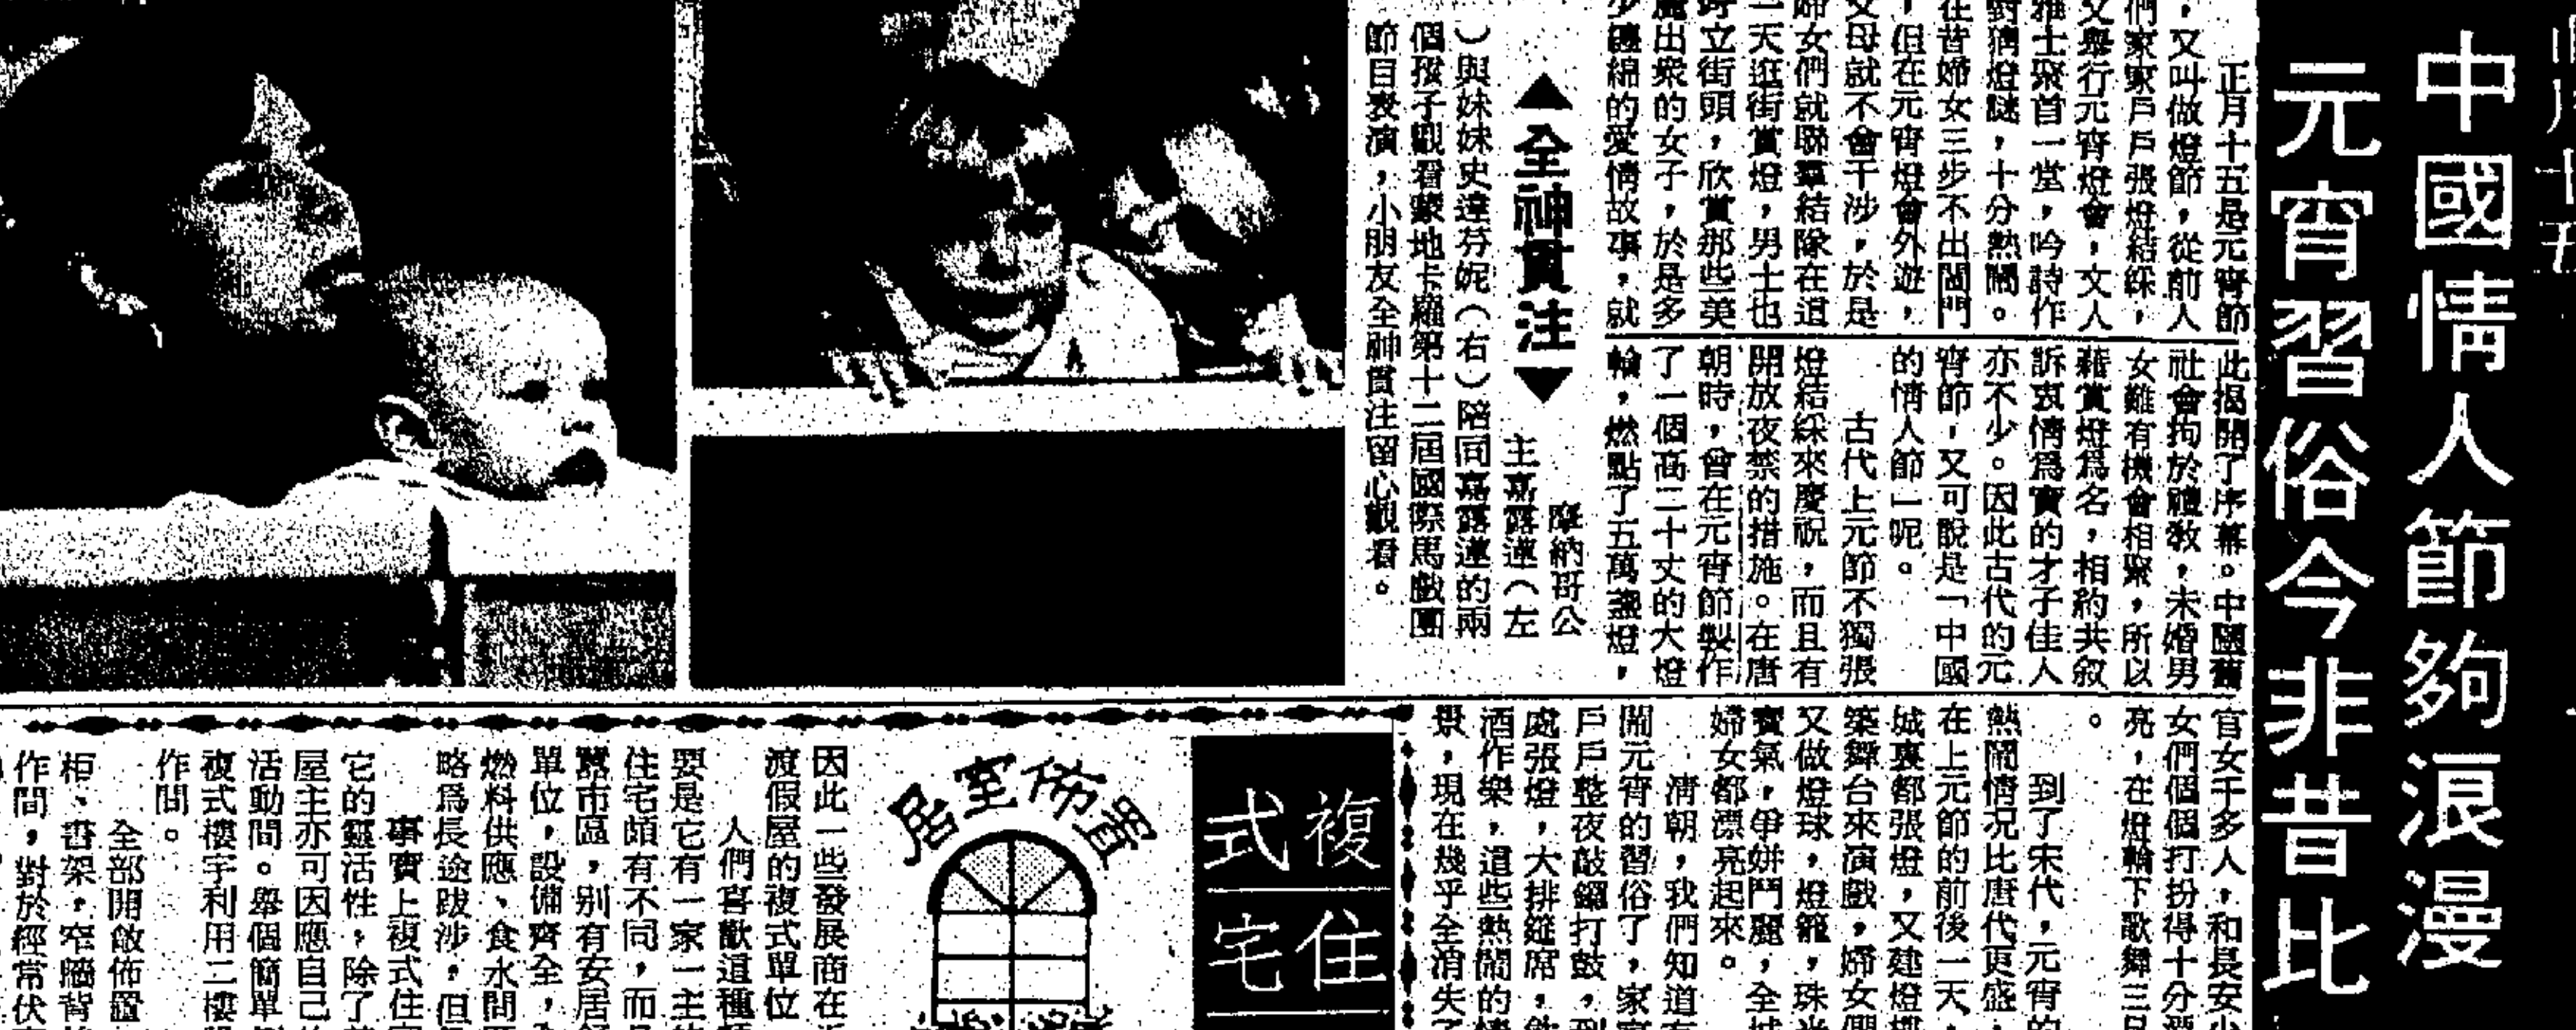 中國情人節夠浪漫
元宵習俗今非昔比
正月十五是元宵節
，又叫做燈節，從前人
們家家戶戶張燈結綵，
又舉行元宵燈會，文人
雅士聚首一堂，吟詩作
對猜燈謎，十分熱鬧。
在昔婦女三步不出閨門
，但在元宵燈會外遊，
父母就不會干涉，於是
婦女們就聯羣結隊在這
一天逛街賞燈，男士也
時立街頭，欣賞那些美
麗出衆的女子，於是多
少纏綿的愛情故事，就
此揭開了序幕。中國舊
社會拘於禮教，未婚男
女難有機會相聚，所以
藉賞燈爲名，相約共叙
訴衷情爲實的才子佳人
亦不少。因此古代的元
宵節，又可說是「中國
的情人節」呢。
古代上元節不獨張
燈結綵來慶祝，而且有
開放夜禁的措施。在唐
朝時，曾在元宵節製作
了一個高二十丈的大燈
輪，燃點了五萬盞燈，
官女千多人，和長安少
女們個個打扮得十分漂
亮，在燈輪下歌舞三日
。
到了宋代，元宵的
熱鬧情况比唐代更盛，
在上元節的前後一天，
城裏都張燈，又建燈樓
築舞台來演戲，婦女們
又做燈球，燈籠，珠光
寶氣，爭姸鬥麗，全城
婦女都漂亮起來。
清朝，我們知道有
鬧元宵的習俗了，家家
戶戶整夜敲鑼打鼓，到
處張燈，大排筵席，飲
酒作樂，這些熱鬧的情
景，現在幾乎全消失了
▲全神貫注▼
摩納哥公
主嘉露蓮（左
）與妹妹史達芬妮（右）陪同嘉露蓮的兩
個孩子觀看蒙地卡羅第十二屆國際馬戲團
節目表演，小朋友全神貫注留心觀看。
複式
住宅
居室佈置
因此一些發展商在
渡假屋的複式單位
人們喜歡這種
要是它有一家一主
住宅頗有不同，而
囂市區，別有安居
單位，設備齊全，
燃料供應、食水間
略爲長途跋涉，但
事實上複式住
它的靈活性，除了
屋主亦可因應自己
活動間。舉個簡單
複式樓宇利用二樓
作間。
全部開敞佈置
柜、書架，窄牆背
作間，對於經常伏